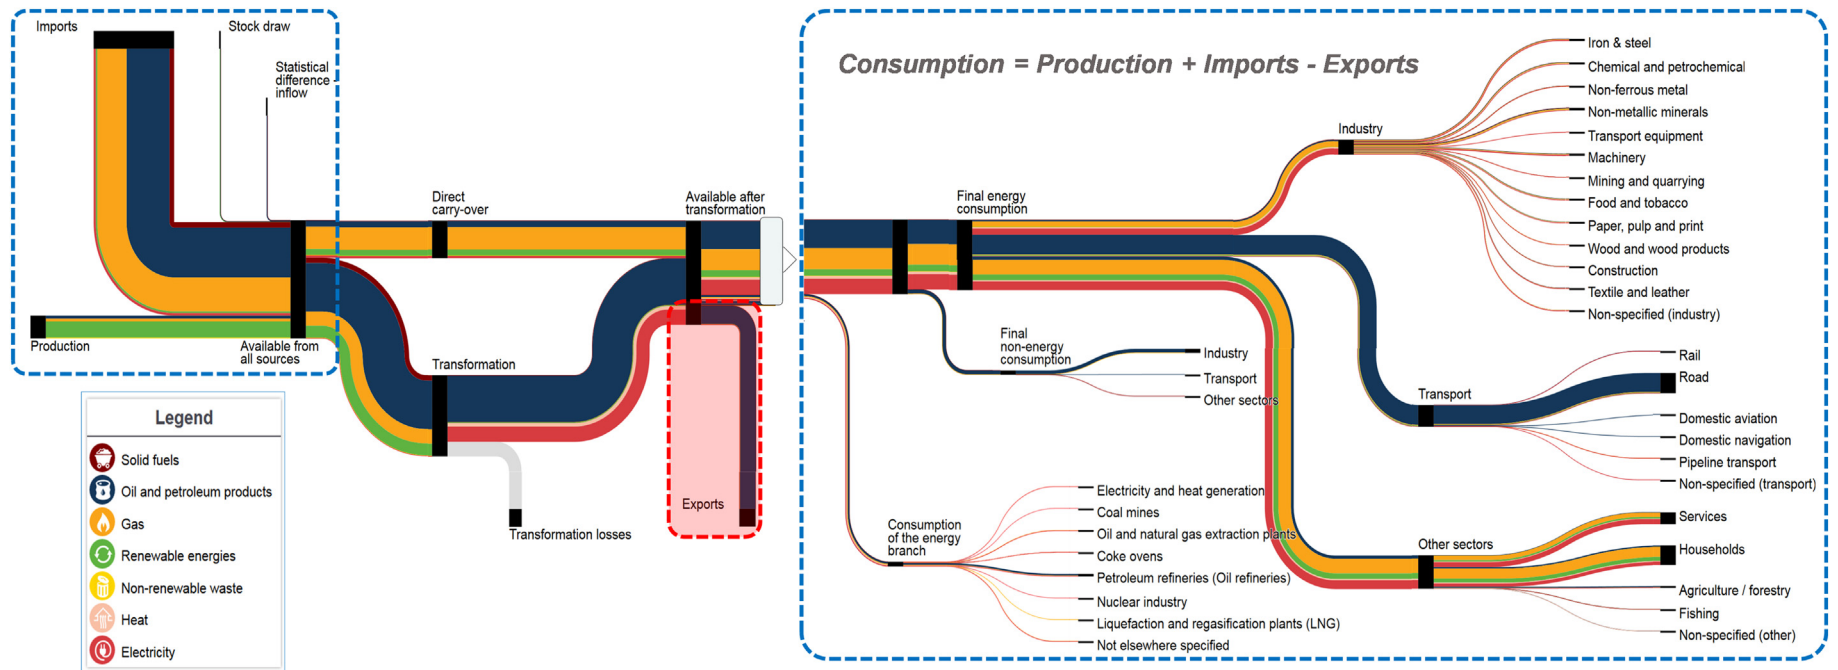 Imports
Stock draw
Statistical
difference -
inflow
Production
Available from
all sources
Direct
carry-over
Transformation
Transformation losses
Available after
transformation
Exports
Legend
Solid fuels
Oil and petroleum products
Gas
Renewable energies
Non-renewable waste
Heat
Electricity
Consumption = Production + Imports - Exports
Final energy
consumption
Final
non-energy
consumption
Industry
Transport
Other sectors
Consumption
of the energy
branch
Electricity and heat generation
Coal mines
Oil and natural gas extraction plants
Coke ovens
Petroleum refineries (Oil refineries)
Nuclear industry
Liquefaction and regasification plants (LNG)
Not elsewhere specified
Industry
Iron & steel
Chemical and petrochemical
Non-ferrous metal
Non-metallic minerals
Transport equipment
Machinery
Mining and quarrying
Food and tobacco
Paper, pulp and print
Wood and wood products
Construction
Textile and leather
Non-specified (industry)
Transport
Rail
Road
Domestic aviation
Domestic navigation
Pipeline transport
Non-specified (transport)
Other sectors
Services
Households
Agriculture / forestry
Fishing
Non-specified (other)